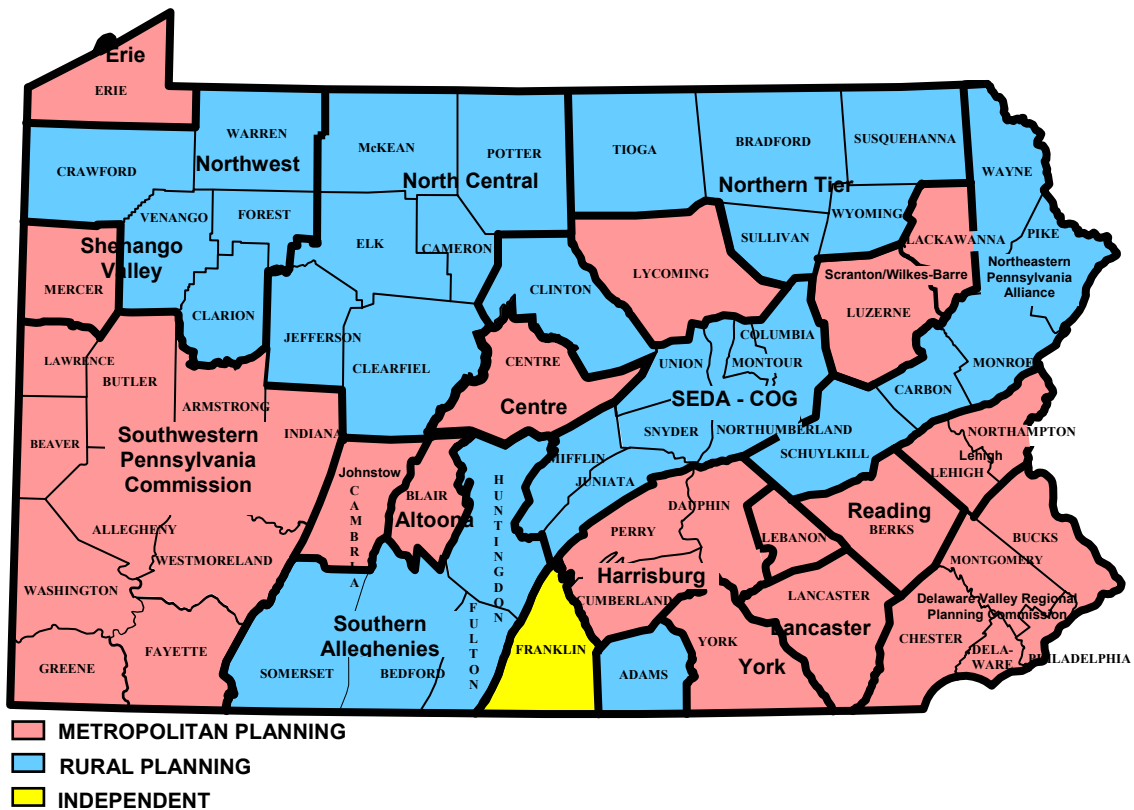 Erie
ERIE
WARREN
McKEAN
POTTER
TIOGA
BRADFORD
SUSQUEHANNA
CRAWFORD
Northwest
North Central
Northern Tier
WAYNE
VENANGO
FOREST
ELK
CAMERON
SULLIVAN
WYOMING
LACKAWANNA
PIKE
Shenango
Valley
MERCER
CLARION
CLINTON
LYCOMING
Scranton/Wilkes-Barre
LUZERNE
Northeastern
Pennsylvania
Alliance
JEFFERSON
CLEARFIEL
CENTRE
Centre
UNION
COLUMBIA
MONTOUR
SEDA - COG
SNYDER
NORTHUMBERLAND
CARBON
MONROE
LAWRENCE
BUTLER
ARMSTRONG
INDIANA
BEAVER
Southwestern
Pennsylvania
Commission
Johnstow
CAMBRIA
BLAIR
Altoona
HUNTINGDON
MIFFLIN
JUNIATA
SCHUYLKILL
NORTHAMPTON
Lehigh
LEHIGH
ALLEGHENY
WESTMORELAND
PERRY
DAUPHIN
LEBANON
Reading
BERKS
BUCKS
MONTGOMERY
WASHINGTON
Harrisburg
CUMBERLAND
LANCASTER
Lancaster
Delaware Valley Regional
Planning Commission
GREENE
FAYETTE
Southern
Alleghenies
SOMERSET
BEDFORD
FULTON
FRANKLIN
ADAMS
YORK
York
CHESTER
DELA-
WARE
PHILADELPHIA
METROPOLITAN PLANNING
RURAL PLANNING
INDEPENDENT